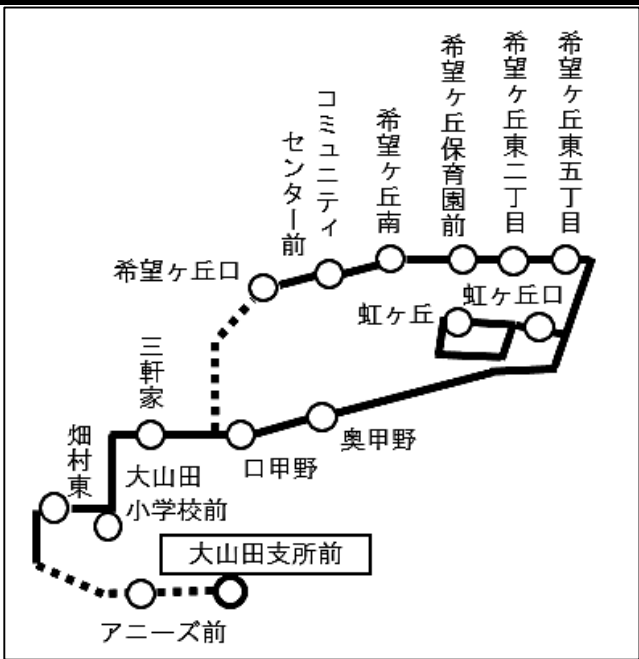 希望ヶ丘口
コミュニティ
センター前
希望ヶ丘南
希望ヶ丘保育園前
希望ヶ丘東二丁目
希望ヶ丘東五丁目
虹ヶ丘
虹ヶ丘口
三軒家
口甲野
奥甲野
畑村東
大山田
小学校前
大山田支所前
アニーズ前